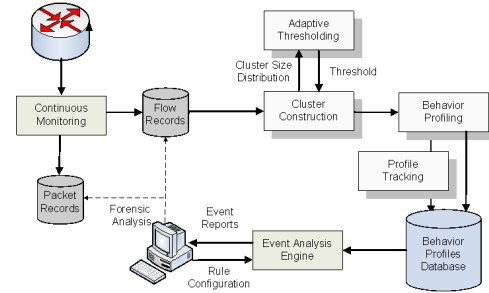 Adaptive
Thresholding
Cluster Size
Distribution
Threshold
Continuous
Monitoring
Flow
Records
Cluster
Construction
Behavior
Profiling
Profile
Tracking
Packet
Records
Forensic
Analysis
Event
Reports
Rule
Configuration
Event Analysis
Engine
Behavior
Profiles
Database